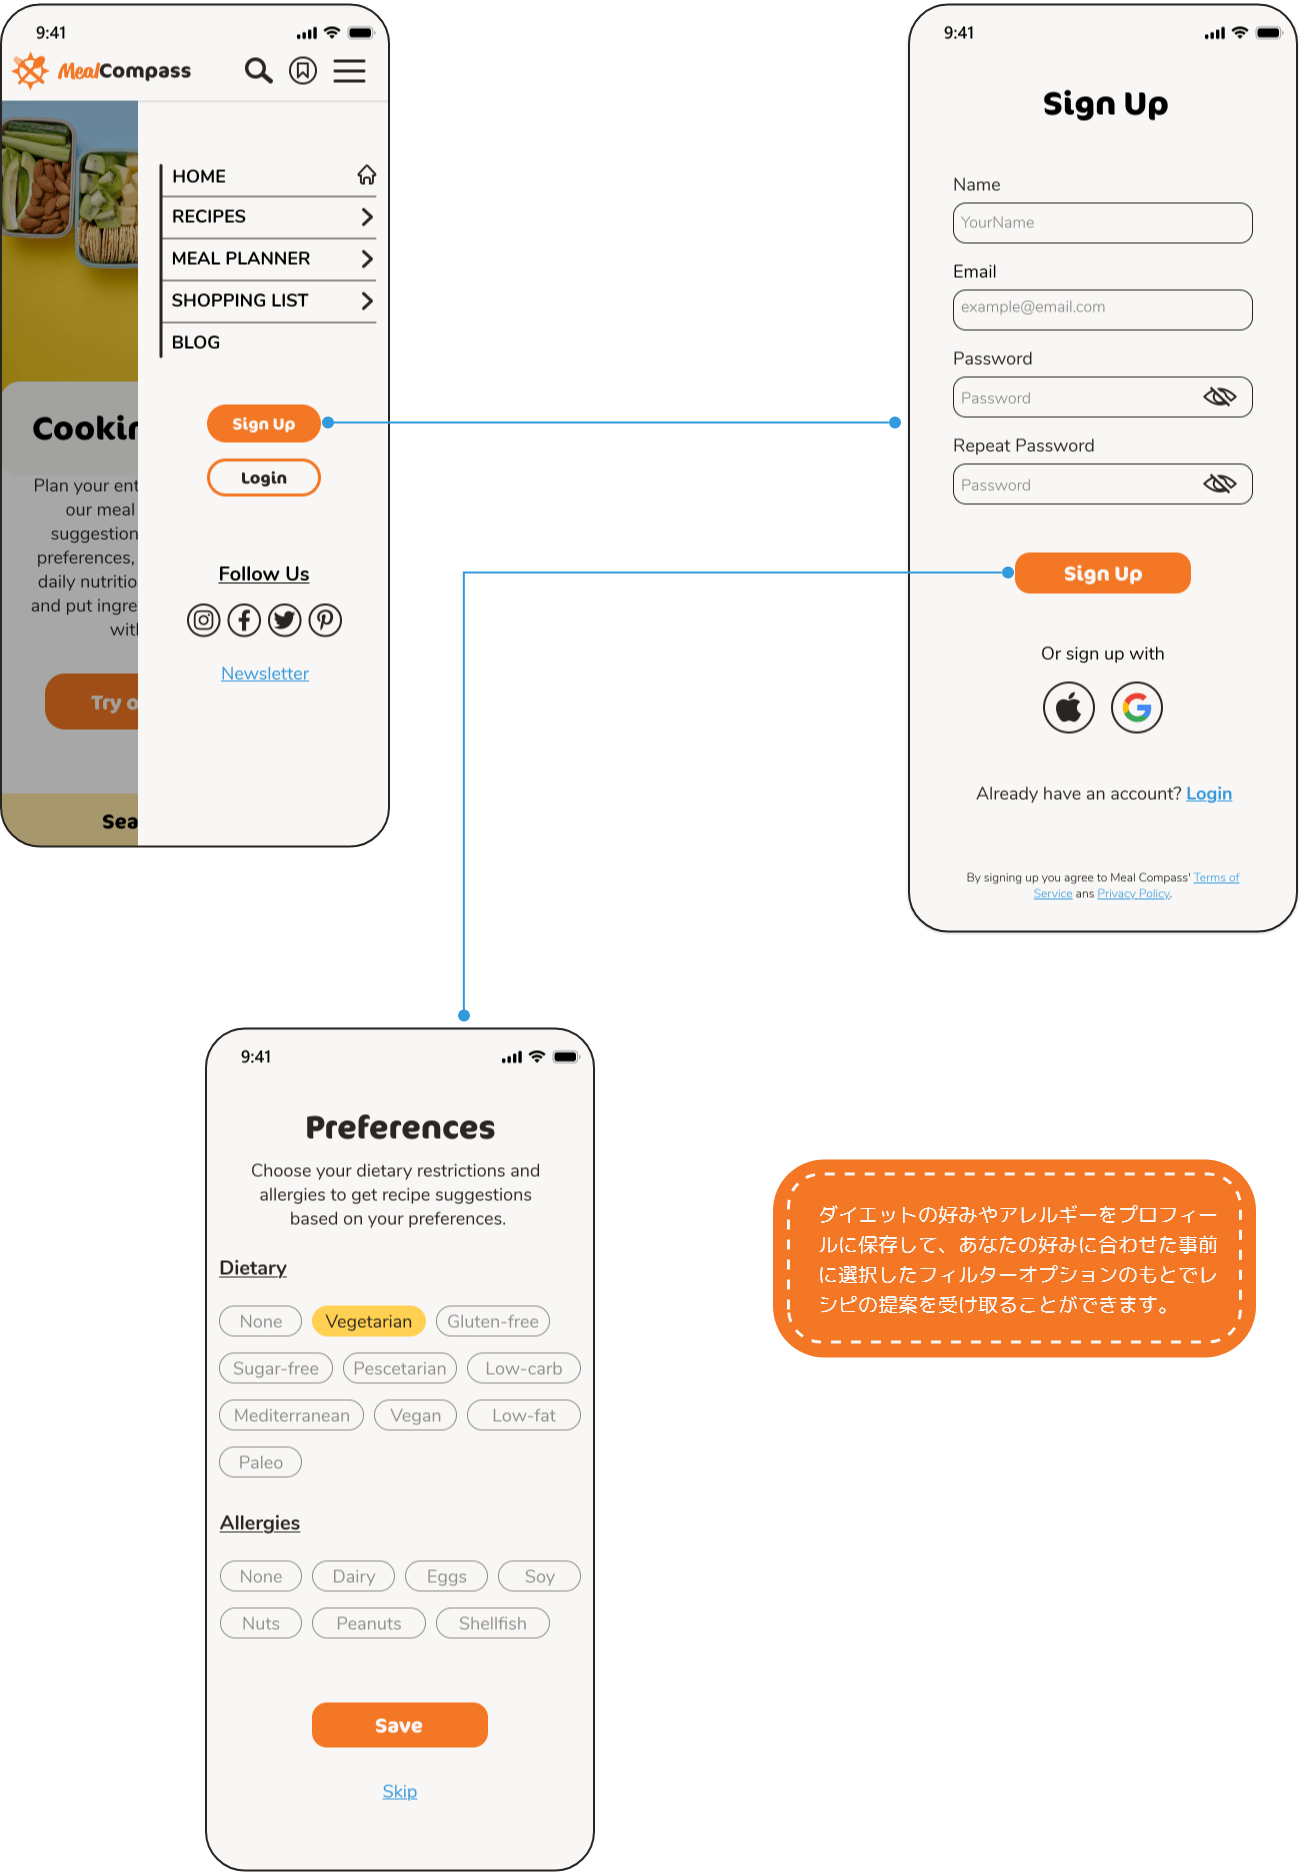 9:41
MealCompass
HOME
RECIPES
MEAL PLANNER
SHOPPING LIST
BLOG
Sign Up
Login
Follow Us
Newsletter
Cookin
Plan your ent
our meal
suggestion
preferences,
daily nutritio
and put ingre
with
Try o
Sea
9:41
Sign Up
Name
YourName
Email
example@email.com
Password
Password
Repeat Password
Password
Sign Up
Or sign up with
Already have an account? Login
By signing up you agree to Meal Compass' Terms of
Service ans Privacy Policy.
9:41
Preferences
Choose your dietary restrictions and
allergies to get recipe suggestions
based on your preferences.
Dietary
None Vegetarian Gluten-free
Sugar-free Pescetarian Low-carb
Mediterranean Vegan Low-fat
Paleo
Allergies
None Dairy Eggs Soy
Nuts Peanuts Shellfish
Save
Skip
ダイエットの好みやアレルギーをプロフィー
ルに保存して、あなたの好みに合わせた事前
に選択したフィルターオプションのもとでレ
シピの提案を受け取ることができます。